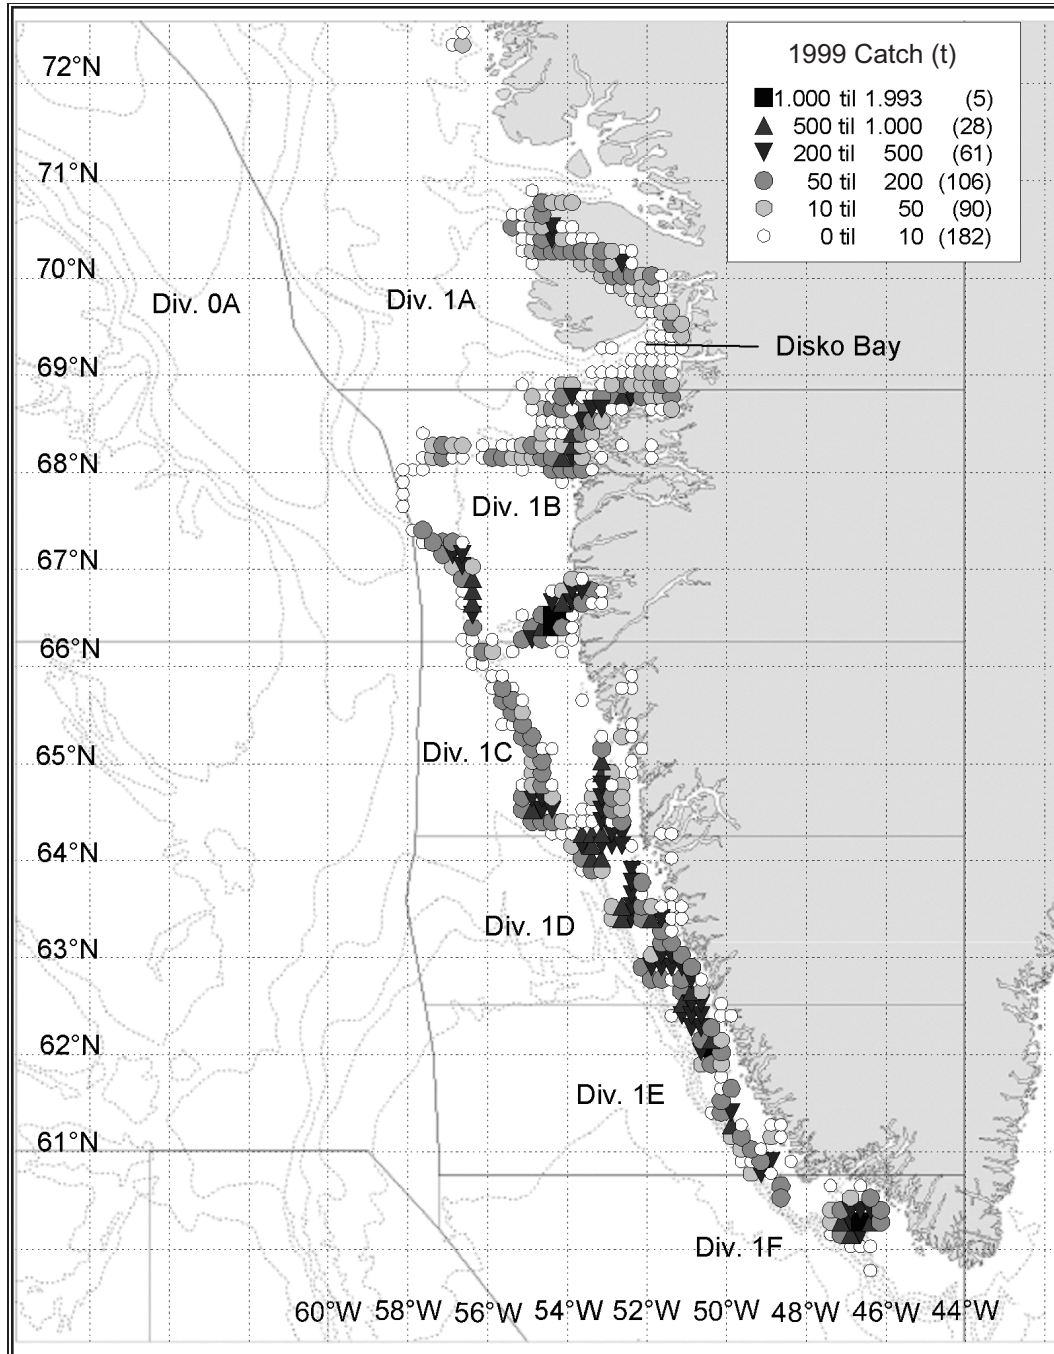 1999 Catch (t)
1.000 til 1.993 (5)
500 til 1.000 (28)
200 til 500 (61)
50 til 200 (106)
10 til 50 (90)
0 til 10 (182)
72°N
71°N
70°N
Div. 0A
Div. 1A
Disko Bay
69°N
68°N
Div. 1B
67°N
66°N
65°N
Div. 1C
64°N
Div. 1D
63°N
62°N
Div. 1E
61°N
Div. 1F
60°W 58°W 56°W 54°W 52°W 50°W 48°W 46°W 44°W